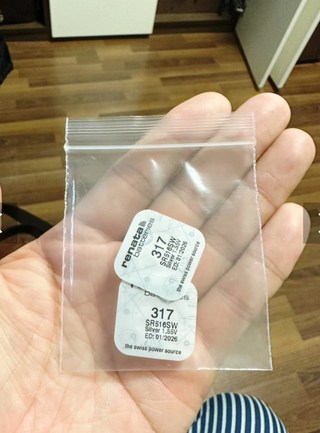 renata
batteries
317
SR516SW
Silver 1.55V
ED: 01/2026
the swiss power source
317
SR516SW
Silver 1.55V
ED: 01/2026
the swiss power source